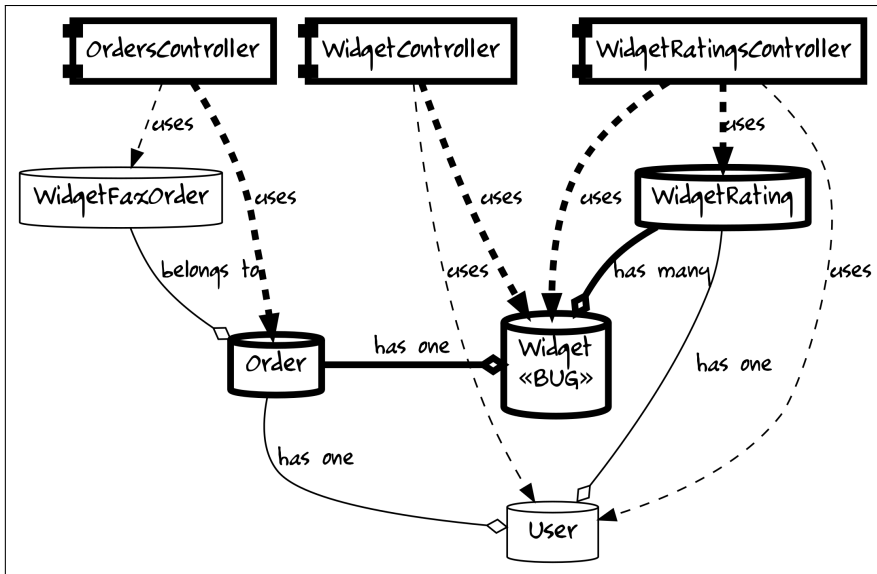 OrdersController
WidgetController
WidgetRatingsController
uses
uses
WidgetFaxOrder
WidgetRating
uses
uses
uses
belongs to
uses
has many
uses
Order
has one
Widget
«BUG»
has one
has one
User